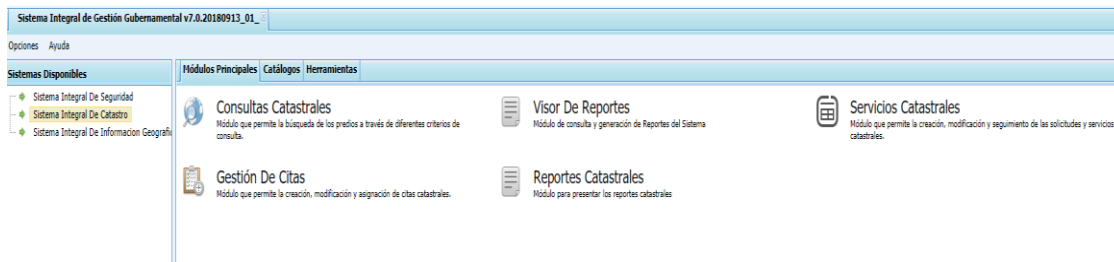 Sistema Integral de Gestión Gubernamental v7.0.20180913_01_
Opciones Ayuda
Sistemas Disponibles
Sistema Integral De Seguridad
Sistema Integral De Catastro
Sistema Integral De Informacion Geografi
Módulos Principales Catálogos Herramientas
Consultas Catastrales
Módulo que permite la búsqueda de los predios a través de diferentes criterios de
consulta.
Visor De Reportes
Módulo de consulta y generación de Reportes del Sistema
Servicios Catastrales
Módulo que permite la creación, modificación y seguimiento de las solicitudes y servicios
catastrales.
Gestión De Citas
Módulo que permite la creación, modificación y asignación de citas catastrales.
Reportes Catastrales
Módulo para presentar los reportes catastrales